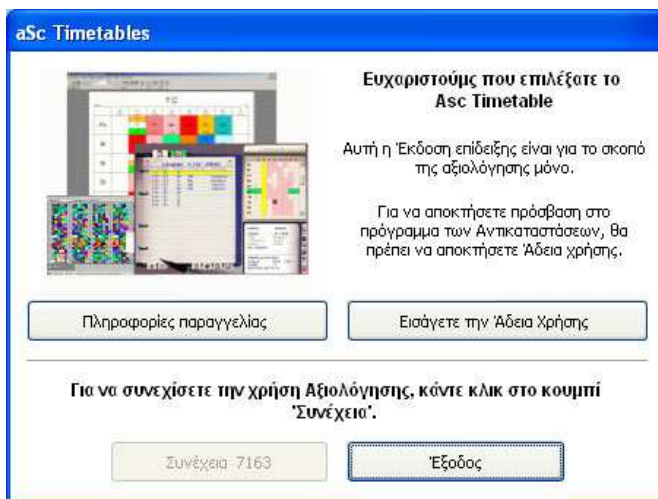 aSc Timetables
Ευχαριστούμς που επιλέξατε το
Asc Timetable
Αυτή η Έκδοση επίδειξης είναι για το σκοπό
της αξιολόγησης μόνο.
Για να αποκτήσετε πρόσβαση στο
πρόγραμμα των Αντικαταστάσεων, θα
πρέπει να αποκτήσετε Άδεια χρήσης.
Πληροφορίες παραγγελίας
Εισάγετε την Άδεια Χρήσης
Για να συνεχίσετε την χρήση Αξιολόγησης, κάντε κλικ στο κουμπί
'Συνέχεια'.
Συνέχεια 7163
Έξοδος